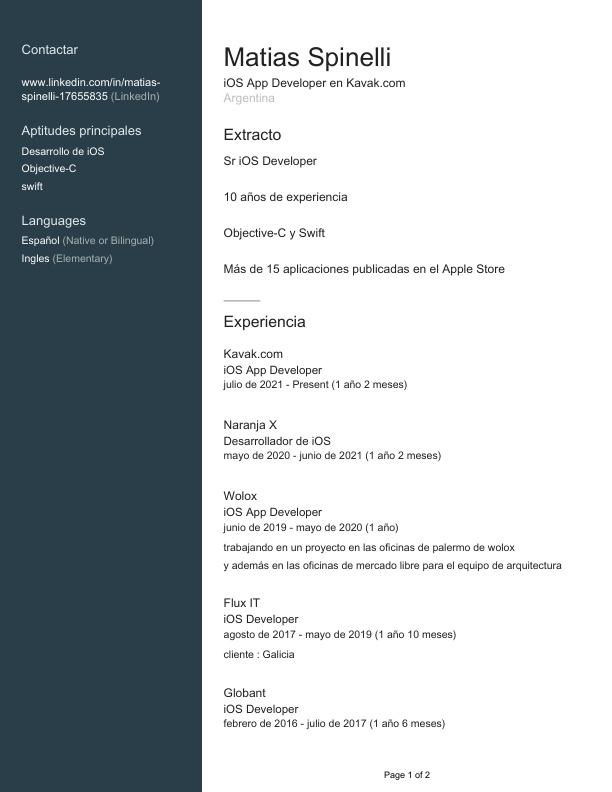 Contactar
www.linkedin.com/in/matias-
spinelli-17655835 (LinkedIn)
Aptitudes principales
Desarrollo de iOS
Objective-C
swift
Languages
Español (Native or Bilingual)
Ingles (Elementary)
Matias Spinelli
iOS App Developer en Kavak.com
Argentina
Extracto
Sr iOS Developer
10 años de experiencia
Objective-C y Swift
Más de 15 aplicaciones publicadas en el Apple Store
Experiencia
Kavak.com
iOS App Developer
julio de 2021 - Present (1 año 2 meses)
Naranja X
Desarrollador de iOS
mayo de 2020 - junio de 2021 (1 año 2 meses)
Wolox
iOS App Developer
junio de 2019 - mayo de 2020 (1 año)
trabajando en un proyecto en las oficinas de palermo de wolox
y además en las oficinas de mercado libre para el equipo de arquitectura
Flux IT
iOS Developer
agosto de 2017 - mayo de 2019 (1 año 10 meses)
cliente : Galicia
Globant
iOS Developer
febrero de 2016 - julio de 2017 (1 año 6 meses)
Page 1 of 2